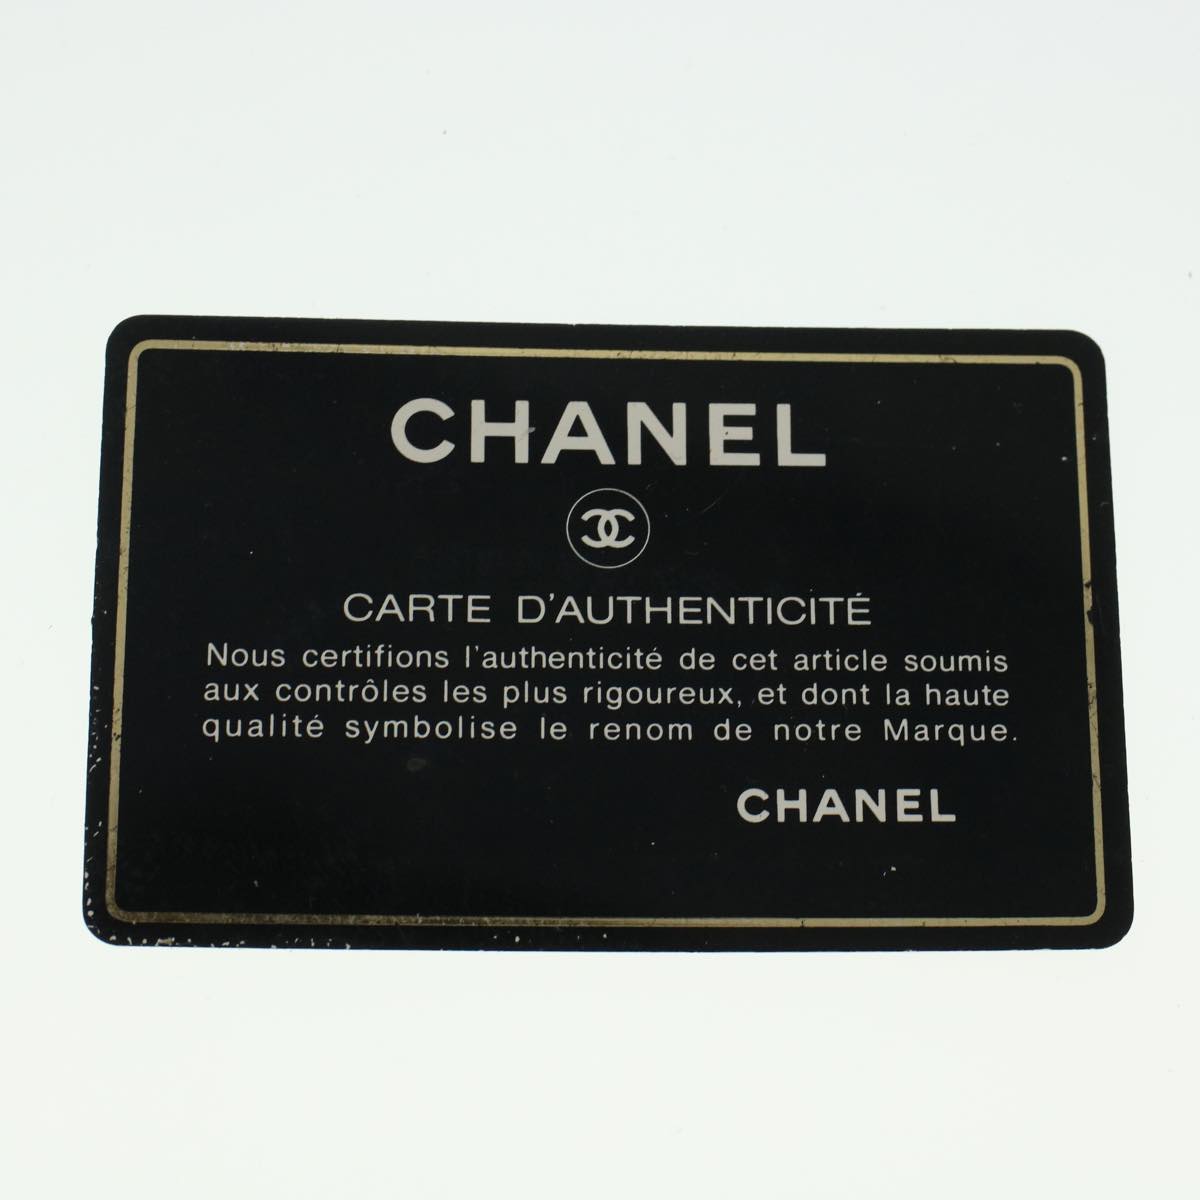 CHANEL
CARTE D'AUTHENTICITÉ
Nous certifions l'authenticité de cet article soumis
aux contrôles les plus rigoureux, et dont la haute
qualité symbolise le renom de notre Marque.
CHANEL